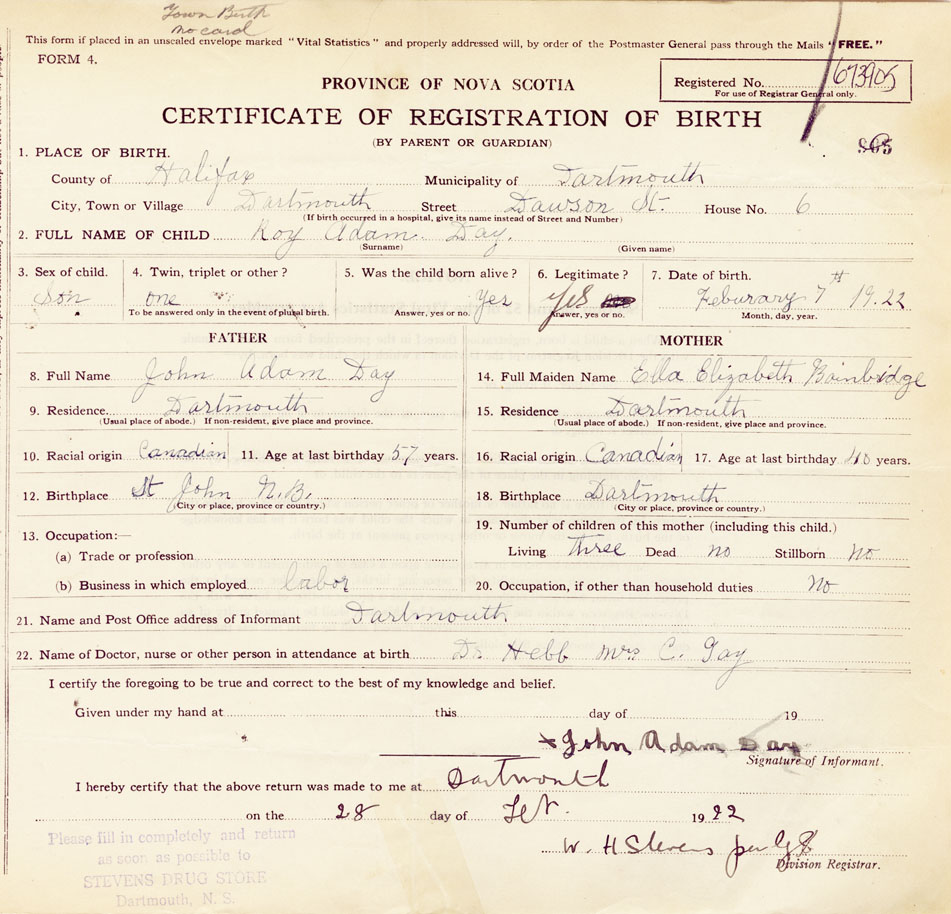 Town Birth
no card
This form if placed in an unsealed envelope marked "Vital Statistics" and properly addressed will, by order of the Postmaster General pass through the Mails "FREE."
FORM 4.
Registered No. 673905
For use of Registrar General only.
PROVINCE OF NOVA SCOTIA
CERTIFICATE OF REGISTRATION OF BIRTH
(BY PARENT OR GUARDIAN)
1. PLACE OF BIRTH.
County of Halifax Municipality of Dartmouth
City, Town or Village Dartmouth Street Dawson St. House No. 6
(If birth occurred in a hospital, give its name instead of Street and Number)
2. FULL NAME OF CHILD Roy Adam Day.
(Surname) (Given name)
3. Sex of child. 4. Twin, triplet or other? 5. Was the child born alive? 6. Legitimate? 7. Date of birth.
Son one yes yes Feburary 7th 1922
To be answered only in the event of plural birth. Answer, yes or no. Answer, yes or no. Month, day, year.
FATHER MOTHER
8. Full Name John Adam Day 14. Full Maiden Name Ella Elizabeth Bainbridge
9. Residence. Dartmouth 15. Residence Dartmouth
(Usual place of abode.) If non-resident, give place and province. (Usual place of abode.) If non-resident, give place and province.
10. Racial origin Canadian 11. Age at last birthday 57 years. 16. Racial origin Canadian 17. Age at last birthday 40 years.
12. Birthplace St John N.B. 18. Birthplace Dartmouth
(City or place, province or country.) (City or place, province or country.)
13. Occupation:— 19. Number of children of this mother (including this child.)
(a) Trade or profession Living three Dead no Stillborn No
(b) Business in which employed labor 20. Occupation, if other than household duties No
21. Name and Post Office address of Informant Dartmouth
22. Name of Doctor, nurse or other person in attendance at birth Dr Hebb Mrs C. Gay
I certify the foregoing to be true and correct to the best of my knowledge and belief.
Given under my hand at this day of 19
x John Adam Day
Signature of Informant.
I hereby certify that the above return was made to me at Dartmouth
on the 28 day of 1922
W. H Stevens per
Division Registrar.
Please fill in completely and return
as soon as possible to
STEVENS DRUG STORE
Dartmouth, N. S.